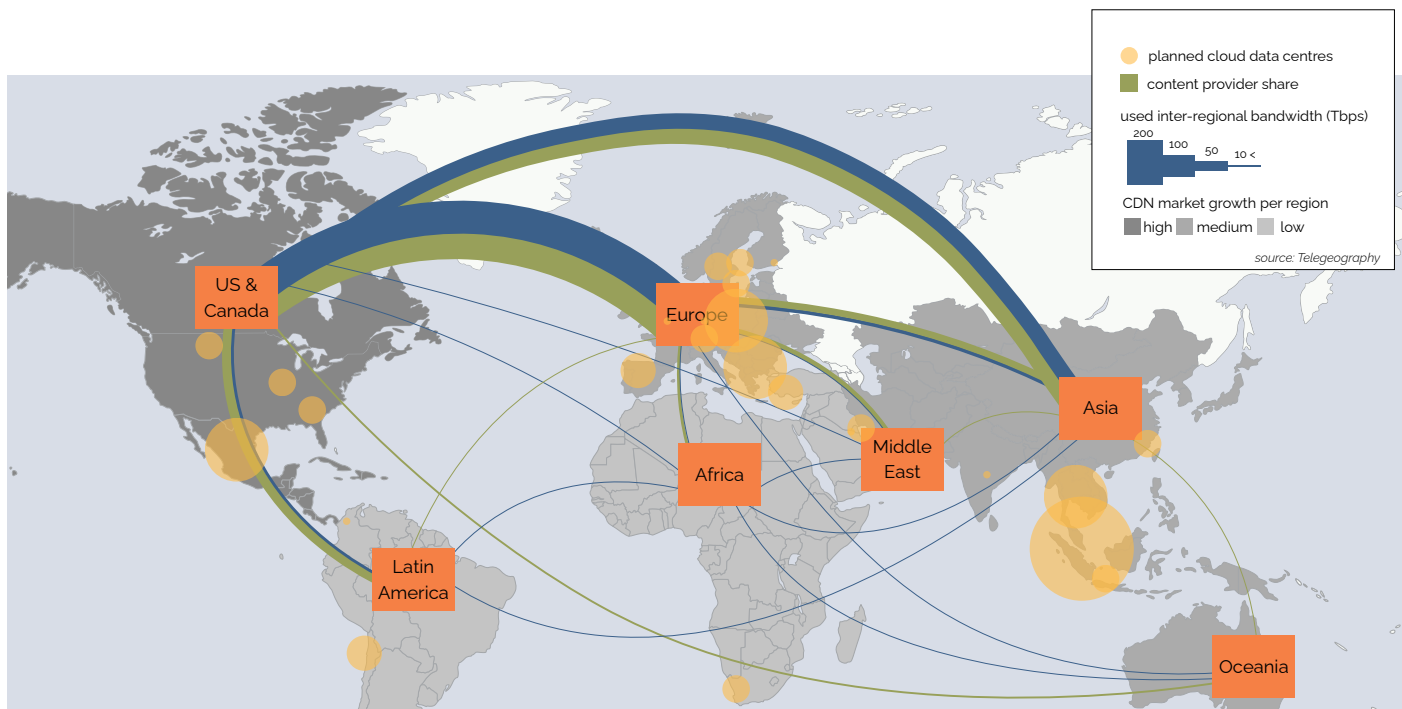 planned cloud data centres
content provider share
used inter-regional bandwidth (Tbps)
200
100
50
10 <
CDN market growth per region
high medium low
source: Telegeography
US &
Canada
Europe
Asia
Middle
East
Africa
Latin
America
Oceania